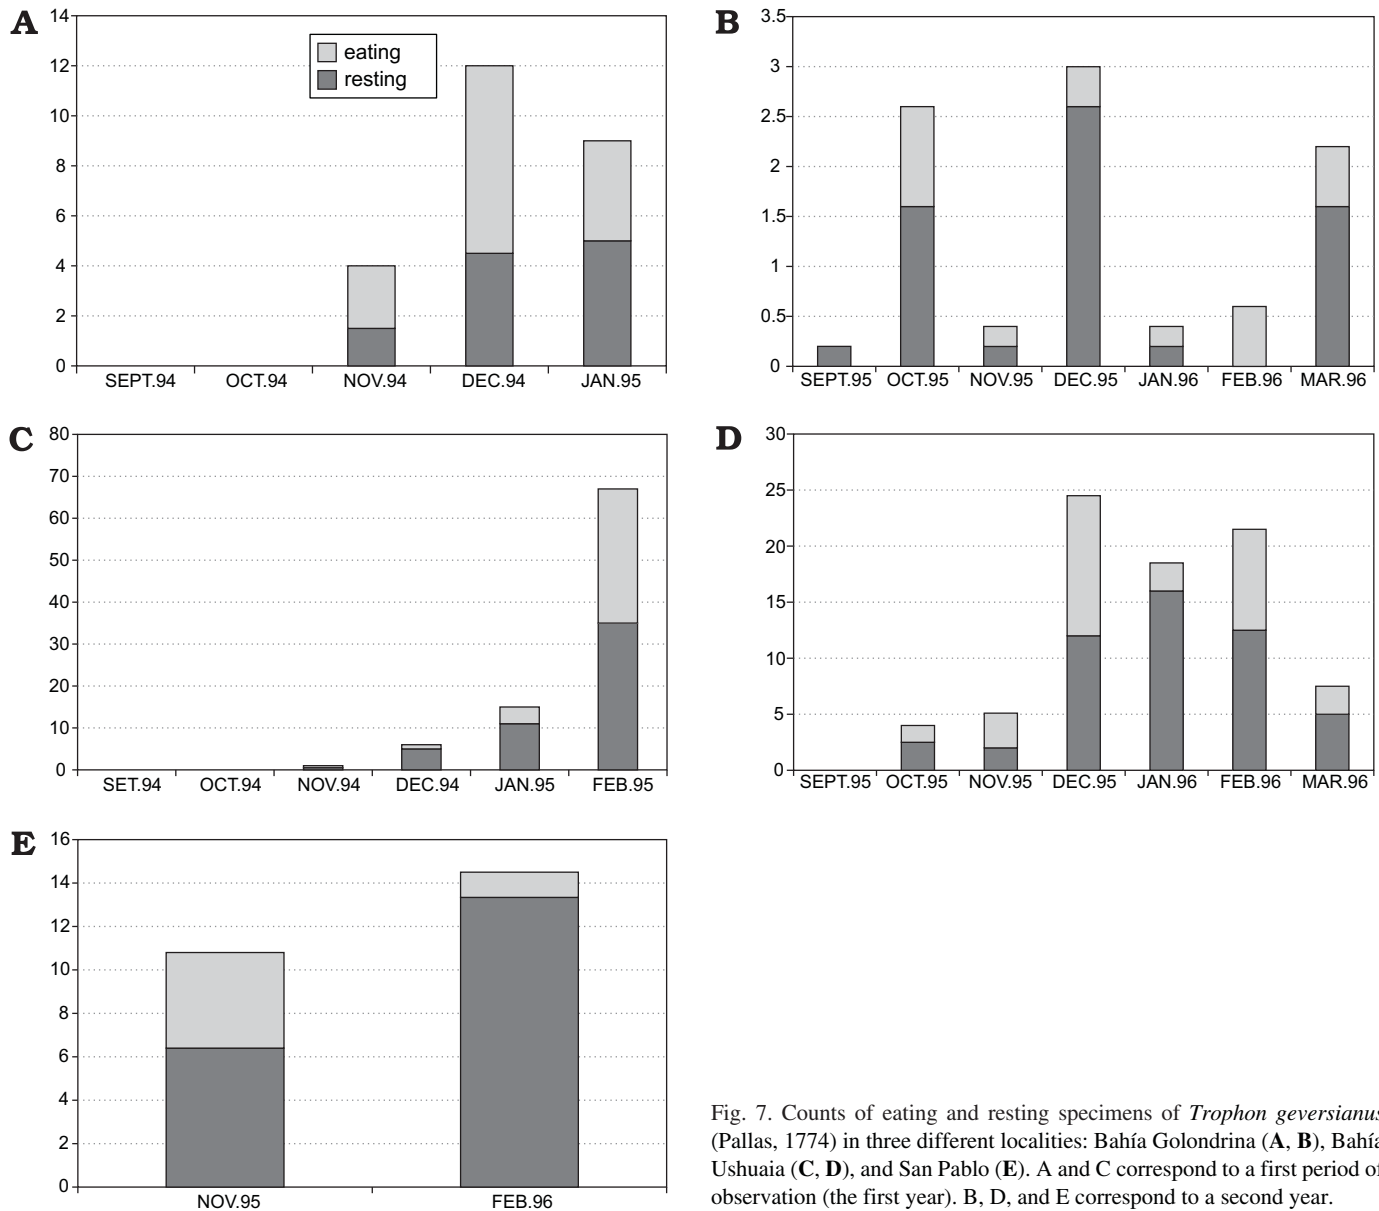 A
14
12
10
8
6
4
2
0
eating
resting
SEPT.94 OCT.94 NOV.94 DEC.94 JAN.95
B
3.5
3
2.5
2
1.5
1
0.5
0
SEPT.95 OCT.95 NOV.95 DEC.95 JAN.96 FEB.96 MAR.96
C
80
70
60
50
40
30
20
10
0
SET.94 OCT.94 NOV.94 DEC.94 JAN.95 FEB.95
D
30
25
20
15
10
5
0
SEPT.95 OCT.95 NOV.95 DEC.95 JAN.96 FEB.96 MAR.96
E
16
14
12
10
8
6
4
2
0
NOV.95 FEB.96
Fig. 7. Counts of eating and resting specimens of Trophon geversianus
(Pallas, 1774) in three different localities: Bahía Golondrina (A, B), Bahía
Ushuaia (C, D), and San Pablo (E). A and C correspond to a first period of
observation (the first year). B, D, and E correspond to a second year.